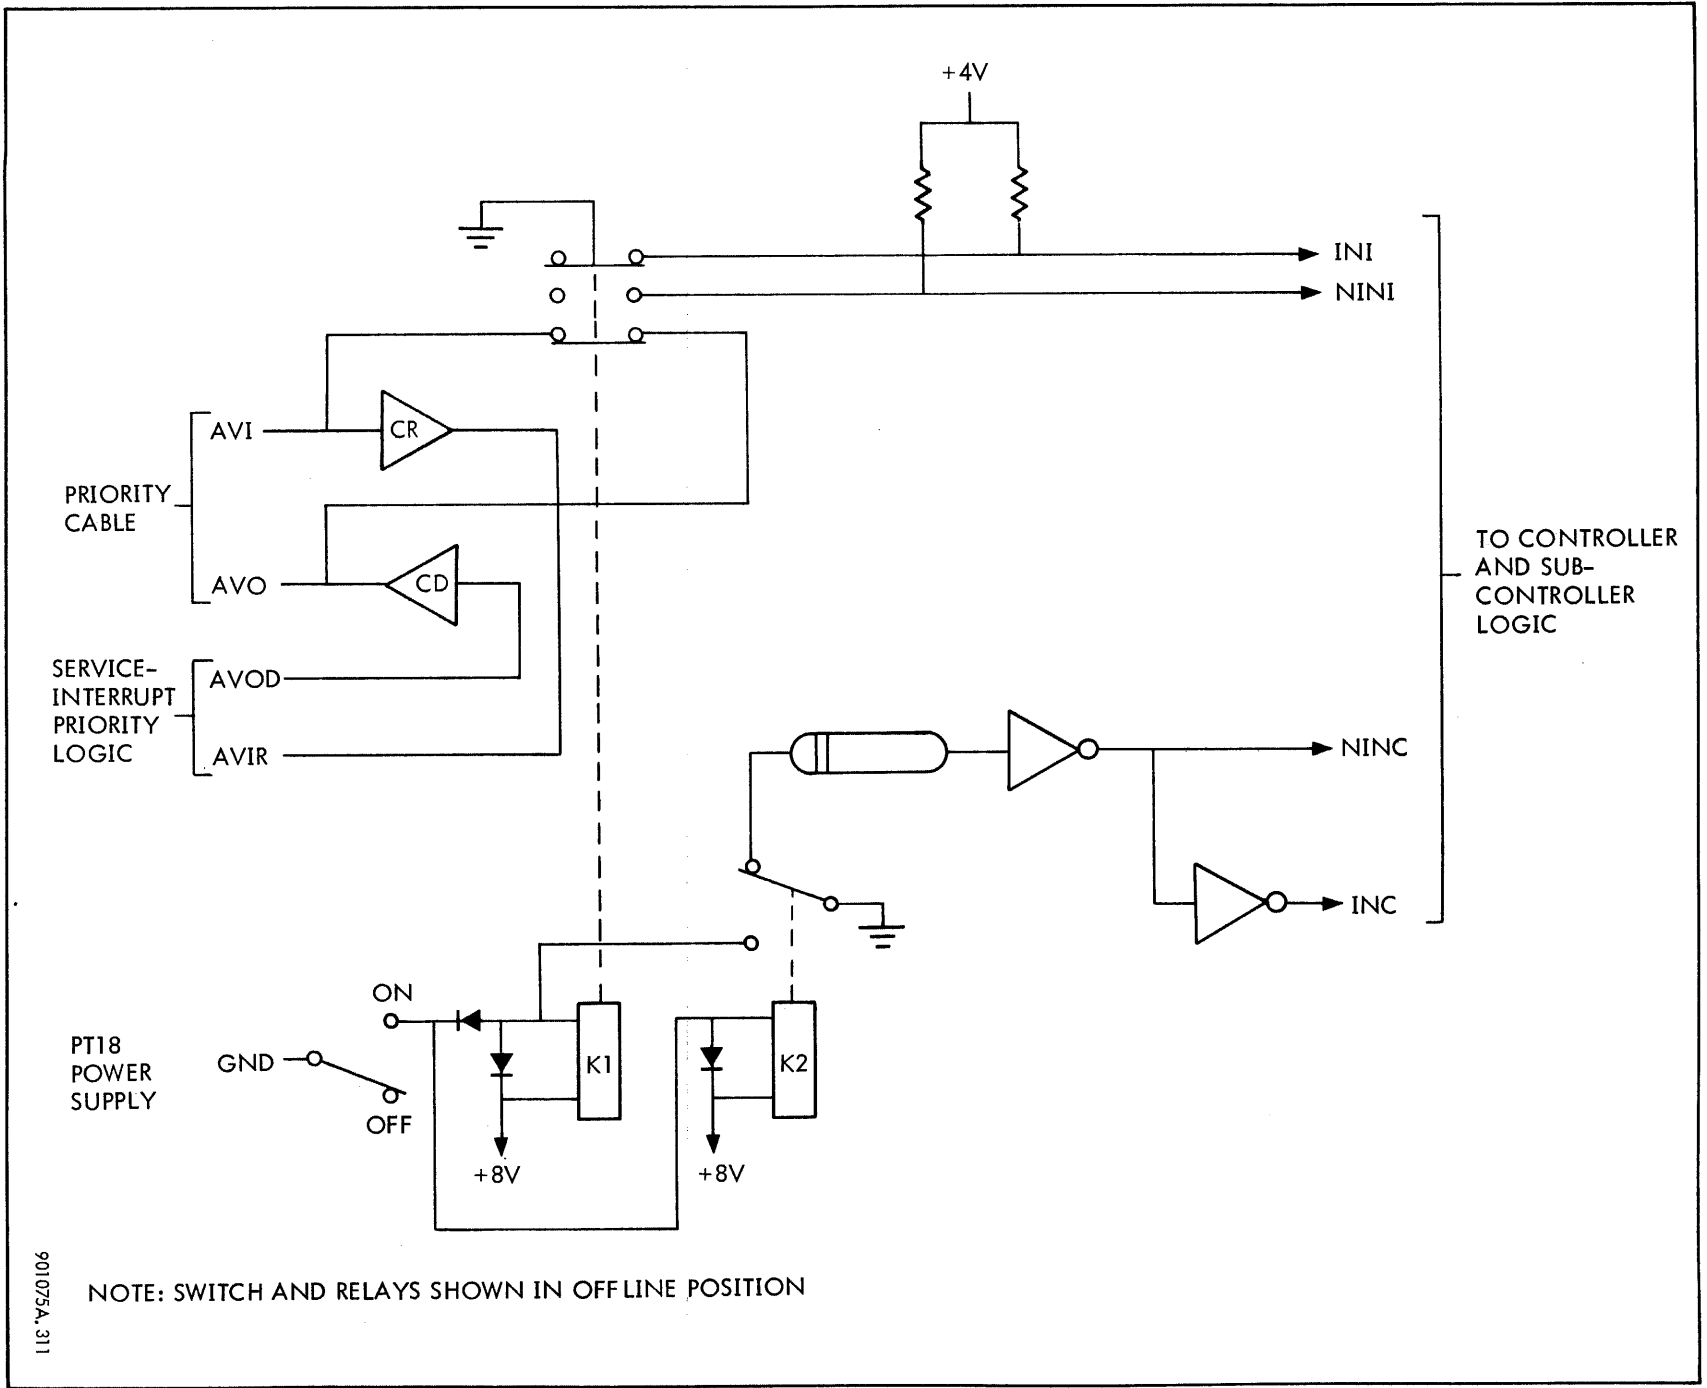 +4V
INI
NINI
AVI
CR
PRIORITY
CABLE
AVO
CD
TO CONTROLLER
AND SUB-
CONTROLLER
LOGIC
SERVICE-
INTERRUPT
PRIORITY
LOGIC
AVOD
AVIR
NINC
INC
ON
PT18
POWER
SUPPLY
GND
OFF
K1
K2
+8V
+8V
NOTE: SWITCH AND RELAYS SHOWN IN OFFLINE POSITION
901075A.311